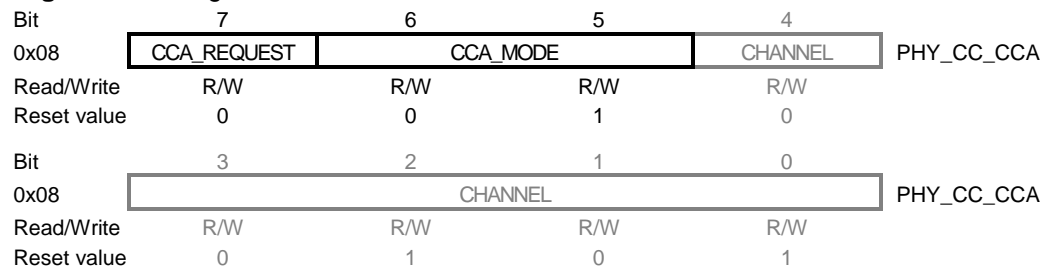 Bit 7 6 5 4
0x08 CCA_REQUEST CCA_MODE CHANNEL PHY_CC_CCA
Read/Write R/W R/W R/W R/W
Reset value 0 0 1 0
Bit 3 2 1 0
0x08 CHANNEL PHY_CC_CCA
Read/Write R/W R/W R/W R/W
Reset value 0 1 0 1